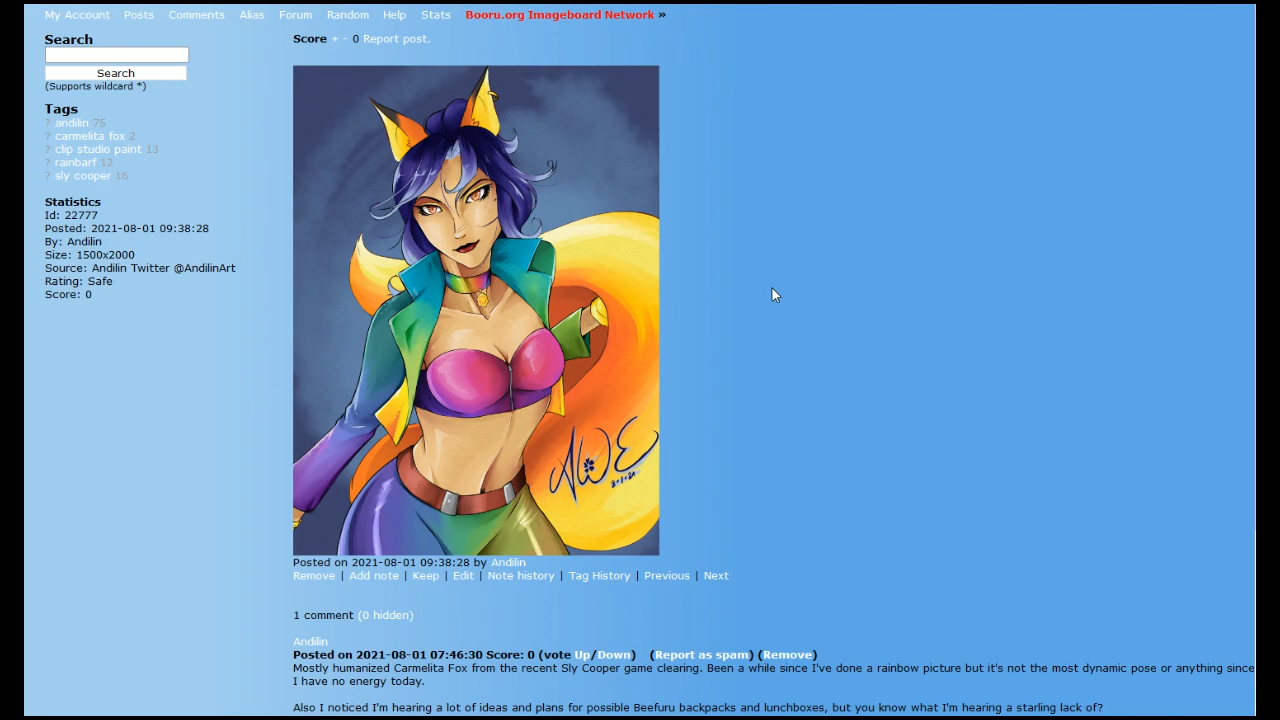 My Account Posts Comments Alias Forum Random Help Stats Booru.org Imageboard Network »
Search
Search
(Supports wildcard *)
Tags
? andilin 75
? carmelita fox 2
? clip studio paint 13
? rainbarf 12
? sly cooper 16
Statistics
Id: 22777
Posted: 2021-08-01 09:38:28
By: Andilin
Size: 1500x2000
Source: Andilin Twitter @AndilinArt
Rating: Safe
Score: 0
Score + - 0 Report post.
AWE
8-1-21
Posted on 2021-08-01 09:38:28 by Andilin
Remove | Add note | Keep | Edit | Note history | Tag History | Previous | Next
1 comment (0 hidden)
Andilin
Posted on 2021-08-01 07:46:30 Score: 0 (vote Up/Down) (Report as spam) (Remove)
Mostly humanized Carmelita Fox from the recent Sly Cooper game clearing. Been a while since I've done a rainbow picture but it's not the most dynamic pose or anything since
I have no energy today.
Also I noticed I'm hearing a lot of ideas and plans for possible Beefuru backpacks and lunchboxes, but you know what I'm hearing a starling lack of?